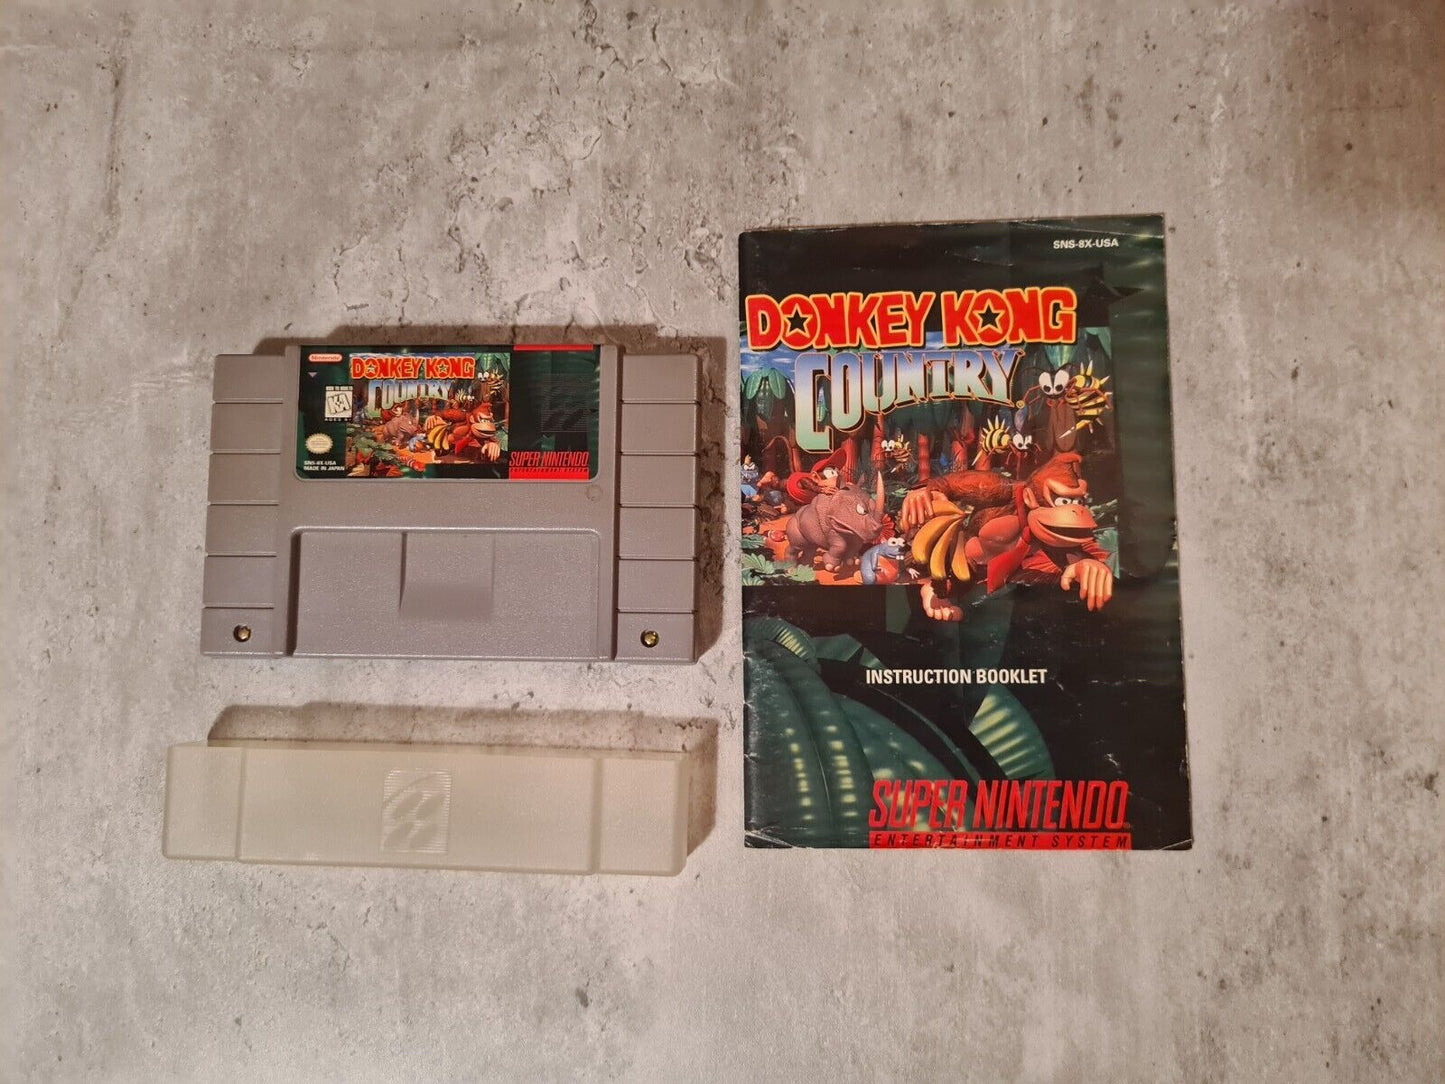 Nintendo
DONKEY KONG
COUNTRY
KA
SNS-8X-USA
MADE IN JAPAN
SUPER NINTENDO
ENTERTAINMENT SYSTEM
SNS-8X-USA
DONKEY KONG
COUNTRY®
INSTRUCTION BOOKLET
SUPER NINTENDO®
ENTERTAINMENT SYSTEM